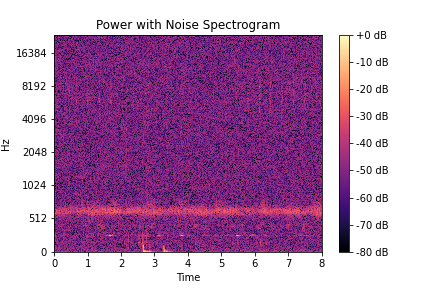 Power with Noise Spectrogram
16384
8192
4096
2048
1024
512
0
Hz
0 1 2 3 4 5 6 7 8
Time
+0 dB
-10 dB
-20 dB
-30 dB
-40 dB
-50 dB
-60 dB
-70 dB
-80 dB